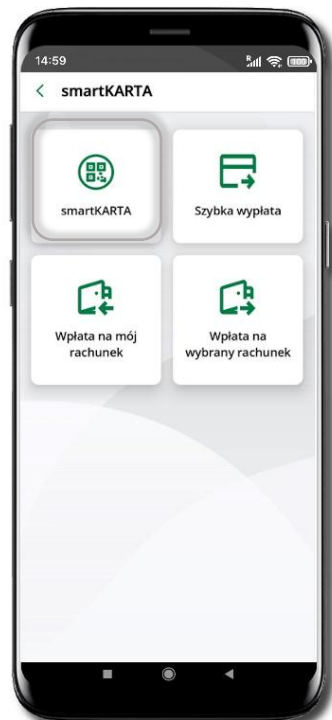 14:59
smartKARTA
smartKARTA
Szybka wypłata
Wpłata na mój
rachunek
Wpłata na
wybrany rachunek